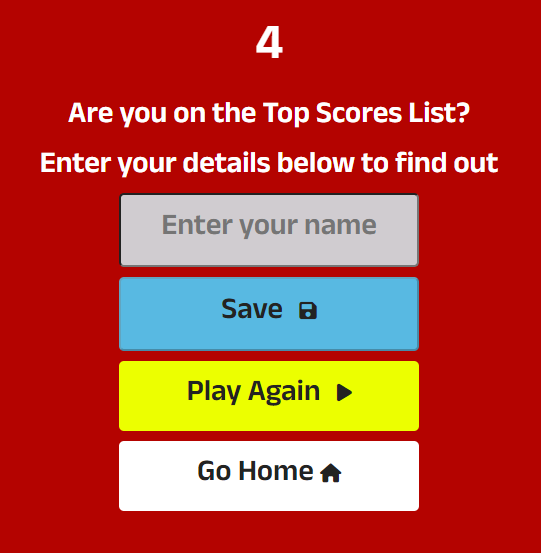 4
Are you on the Top Scores List?
Enter your details below to find out
Enter your name
Save
Play Again
Go Home